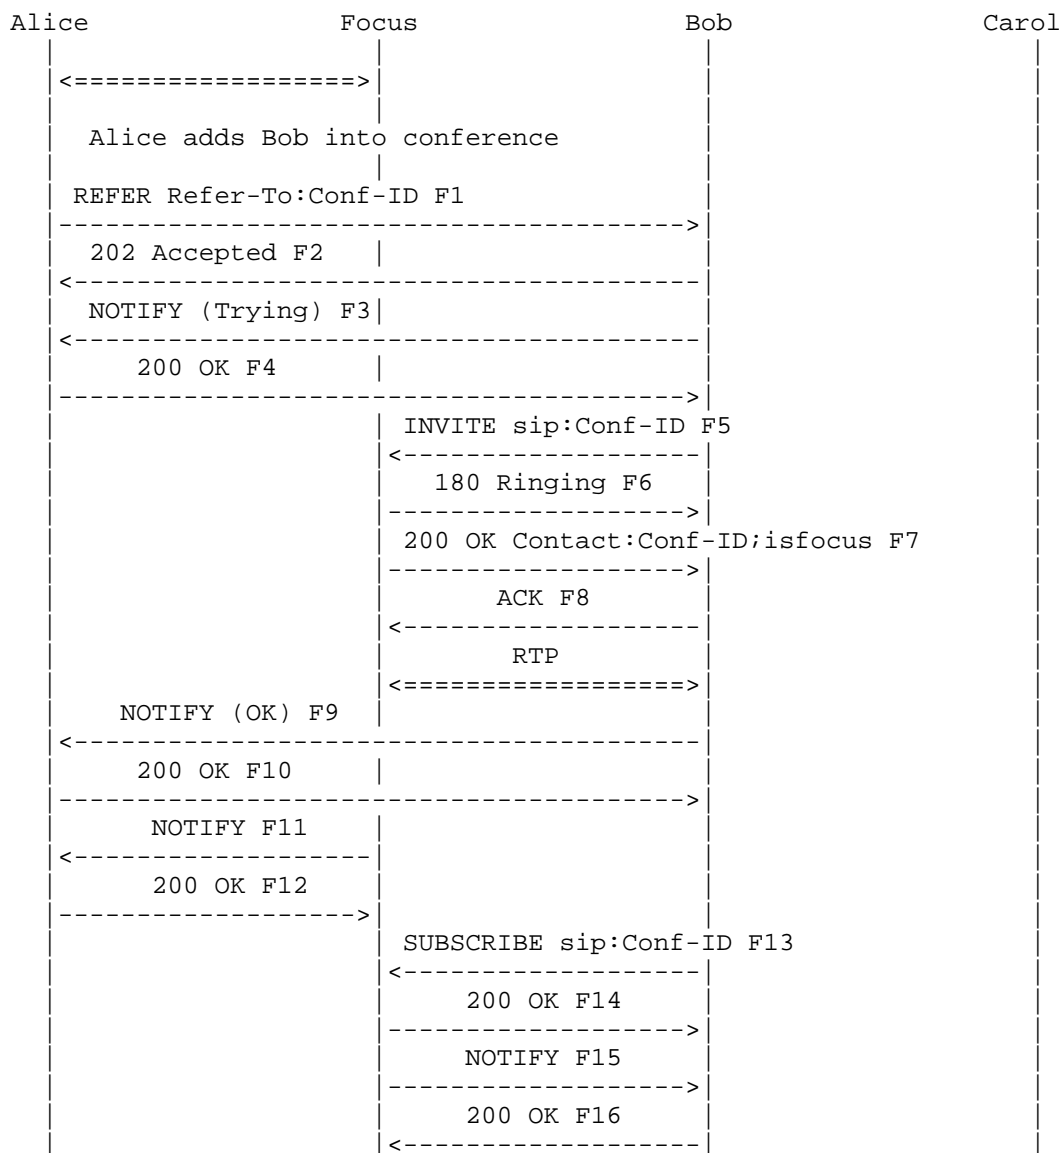 Alice Focus Bob Carol
Alice adds Bob into conference
REFER Refer-To:Conf-ID F1
202 Accepted F2
NOTIFY (Trying) F3
200 OK F4
INVITE sip:Conf-ID F5
180 Ringing F6
200 OK Contact:Conf-ID;isfocus F7
ACK F8
RTP
NOTIFY (OK) F9
200 OK F10
NOTIFY F11
200 OK F12
SUBSCRIBE sip:Conf-ID F13
200 OK F14
NOTIFY F15
200 OK F16